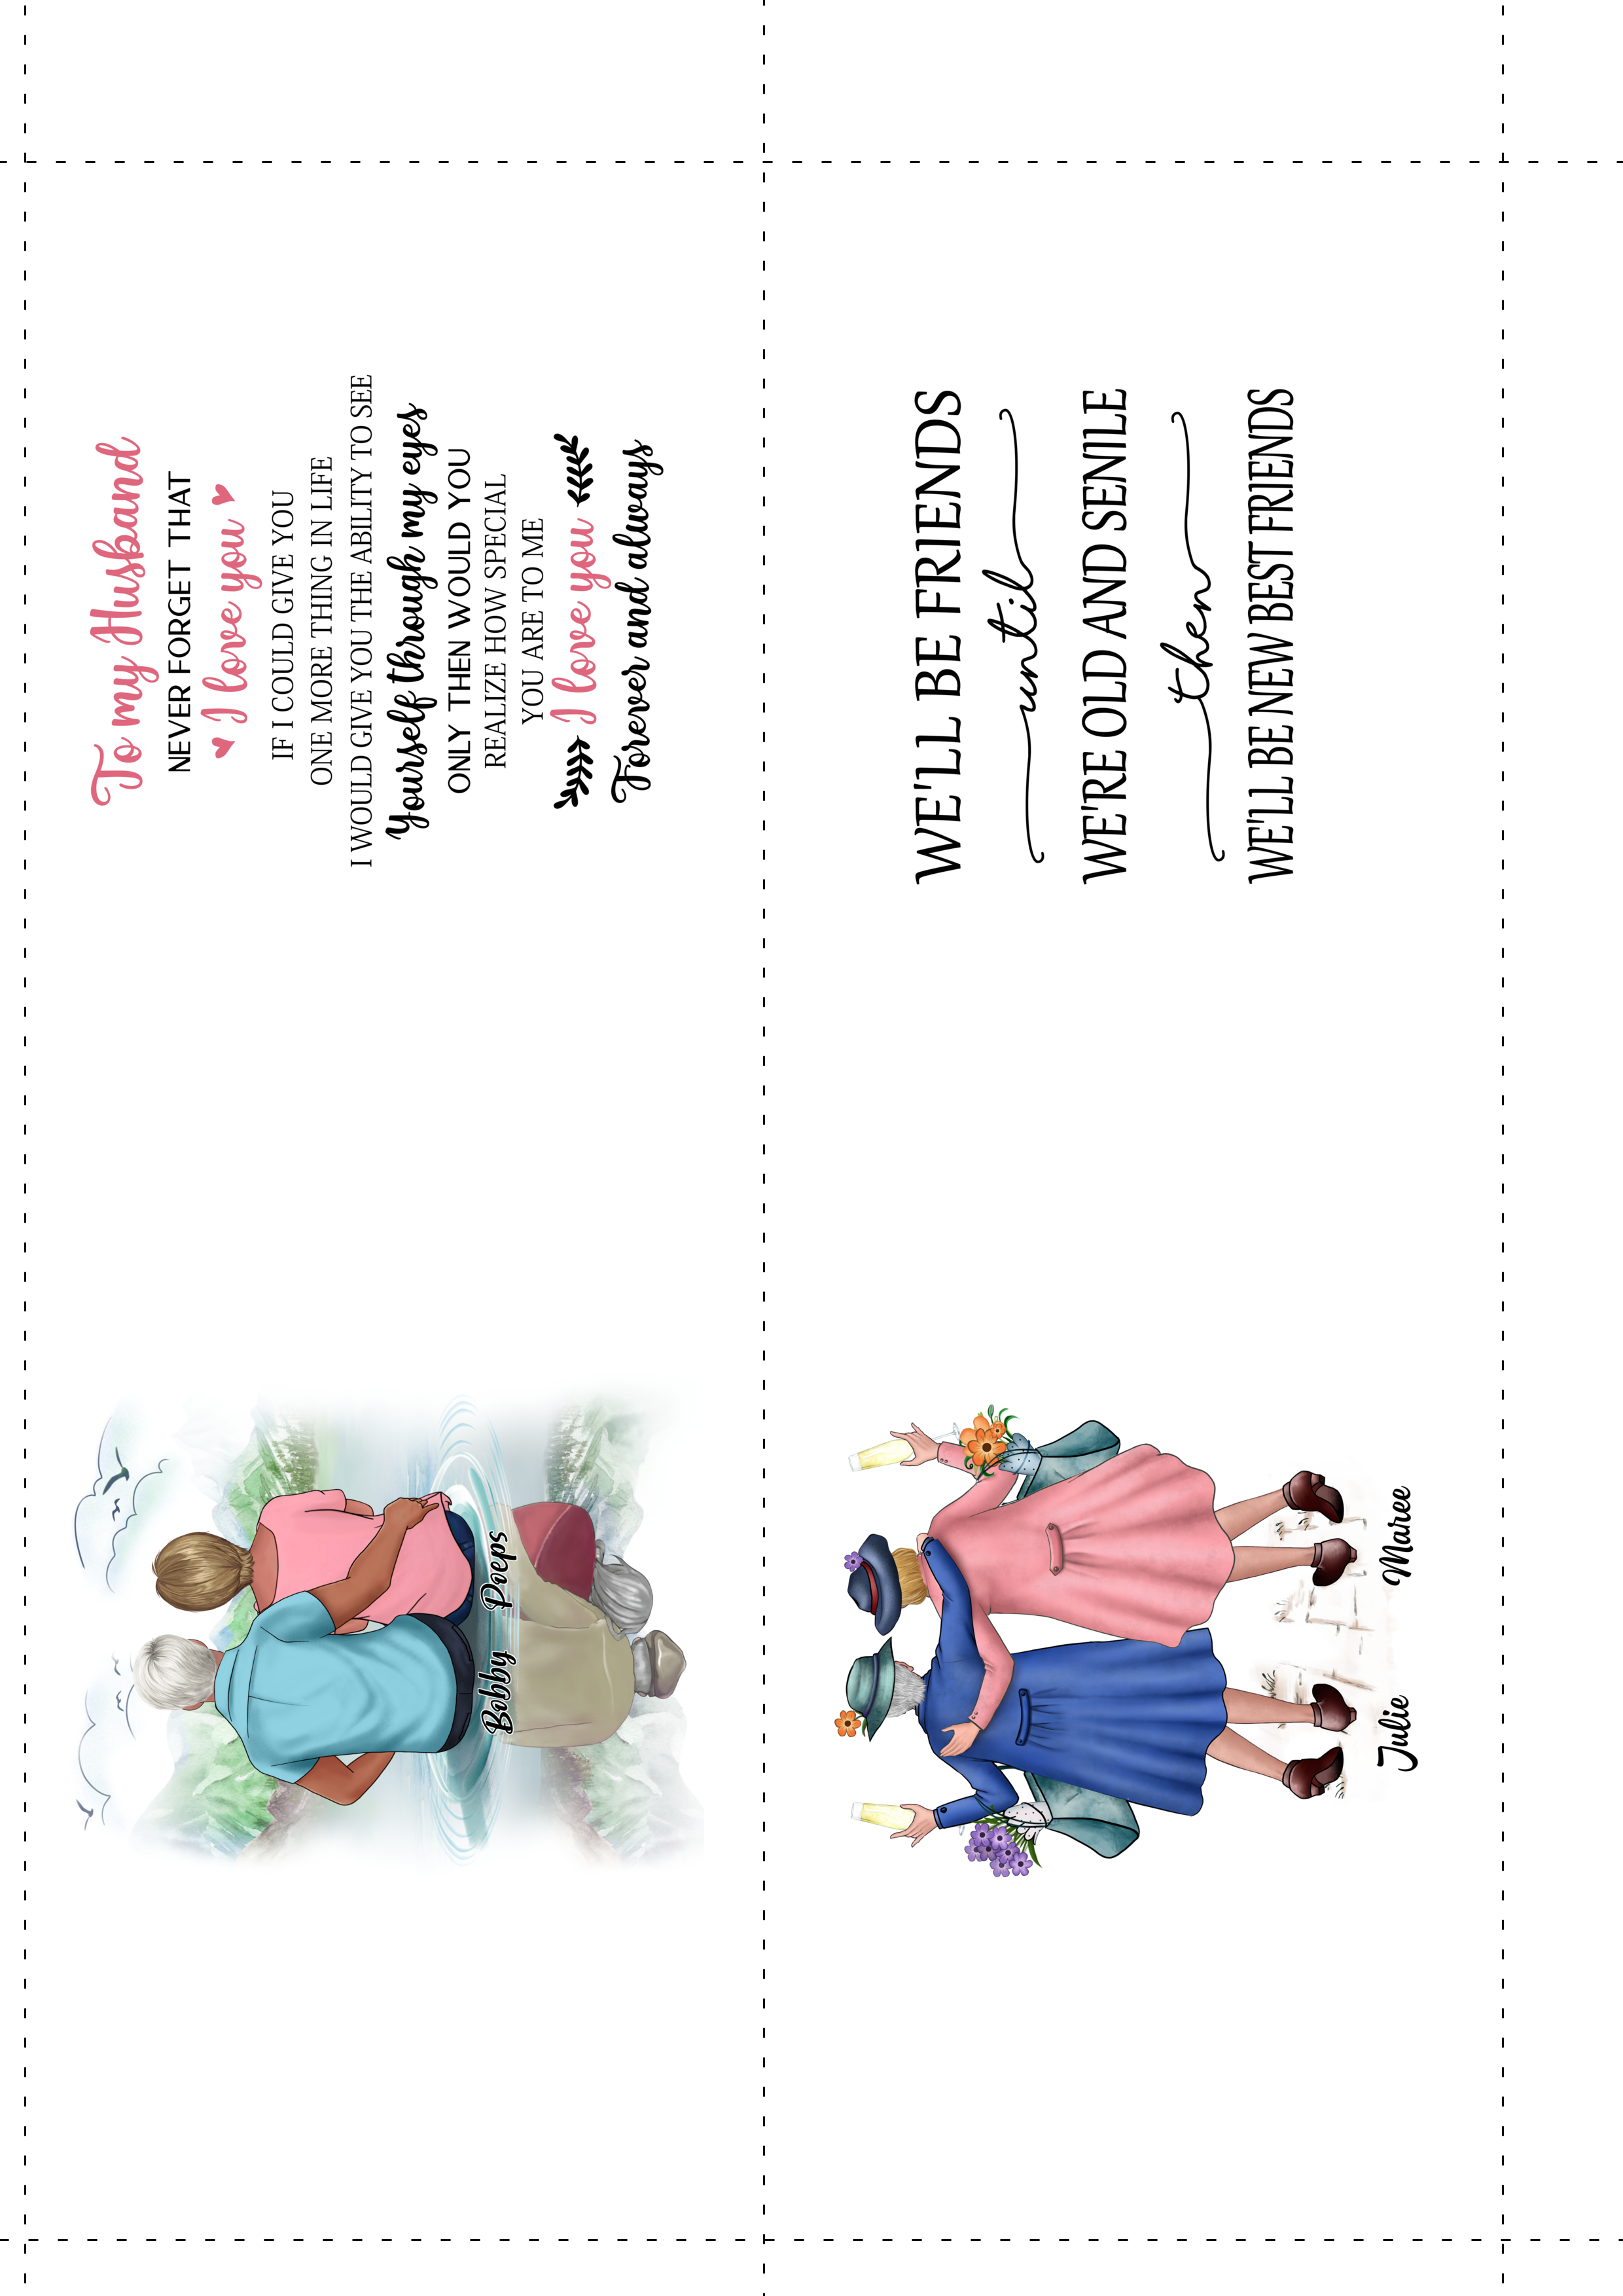 To my Husband
NEVER FORGET THAT
I love you
IF I COULD GIVE YOU
ONE MORE THING IN LIFE
I WOULD GIVE YOU THE ABILITY TO SEE
Yourself through my eyes
ONLY THEN WOULD YOU
REALIZE HOW SPECIAL
YOU ARE TO ME
I love you
Forever and always
Bobby Poeps
WE'LL BE FRIENDS
until
WE'RE OLD AND SENILE
then
WE'LL BE NEW BEST FRIENDS
Julie Maree